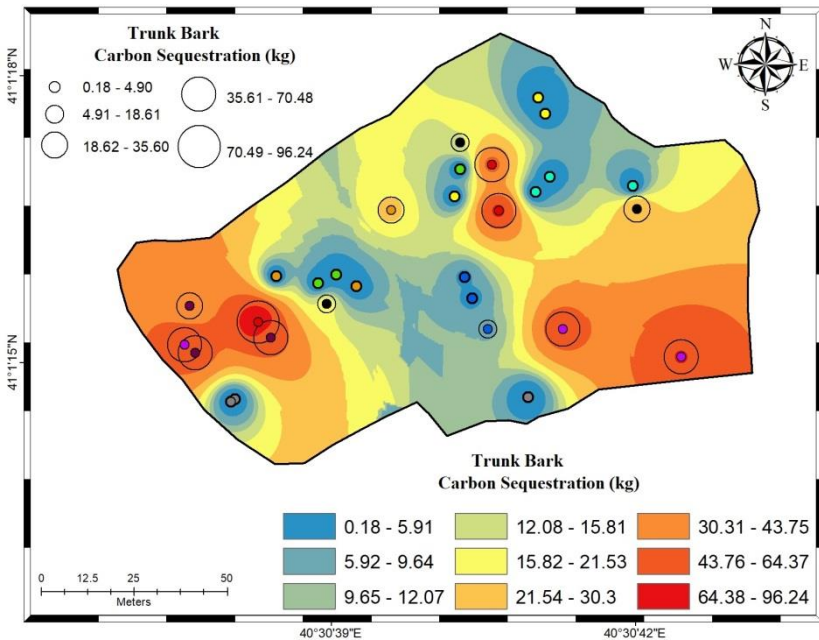 Trunk Bark
Carbon Sequestration (kg)
0.18 - 4.90
4.91 - 18.61
18.62 - 35.60
35.61 - 70.48
70.49 - 96.24
N
W E
S
41°1'18"N
41°1'15"N
Trunk Bark
Carbon Sequestration (kg)
0.18 - 5.91
5.92 - 9.64
9.65 - 12.07
12.08 - 15.81
15.82 - 21.53
21.54 - 30.3
30.31 - 43.75
43.76 - 64.37
64.38 - 96.24
0 12.5 25 50
Meters
40°30'39"E
40°30'42"E